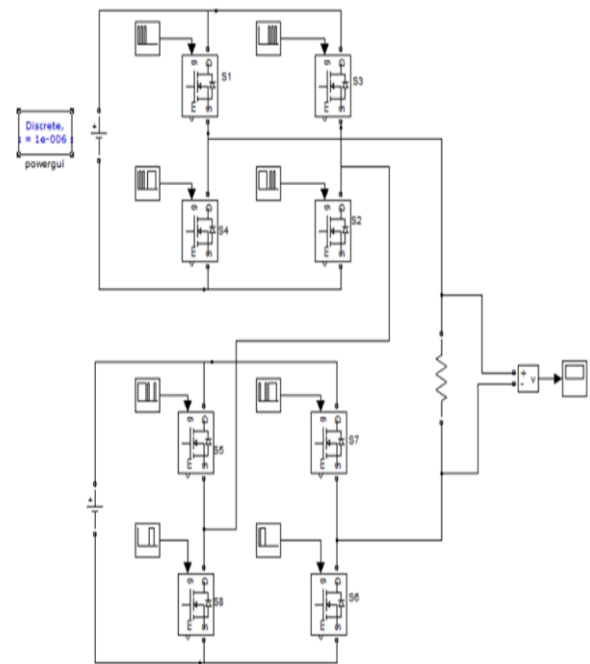 S1
S3
Discrete,
= 1e-006
powergui
S4
S2
+
+
v
-
S5
S7
+
S8
S6